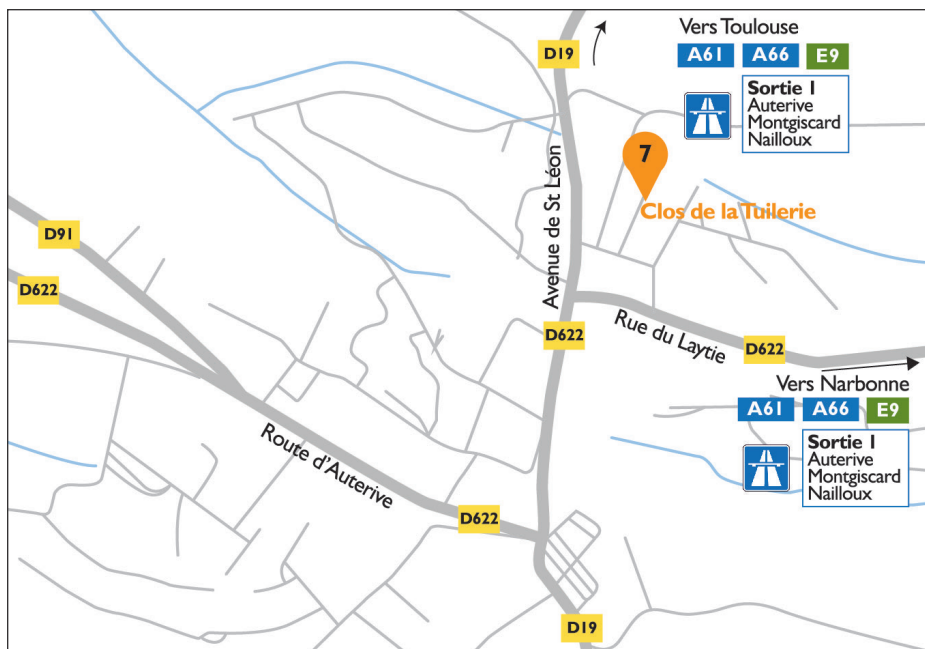 Vers Toulouse
A61 A66 E9
Sortie 1
Auterive
Montgiscard
Nailloux
D19
7
Clos de la Tuilerie
Avenue de St Léon
D91
D622
D622
Rue du Laytie
D622
Vers Narbonne
A61 A66 E9
Sortie 1
Auterive
Montgiscard
Nailloux
Route d'Auterive
D622
D19